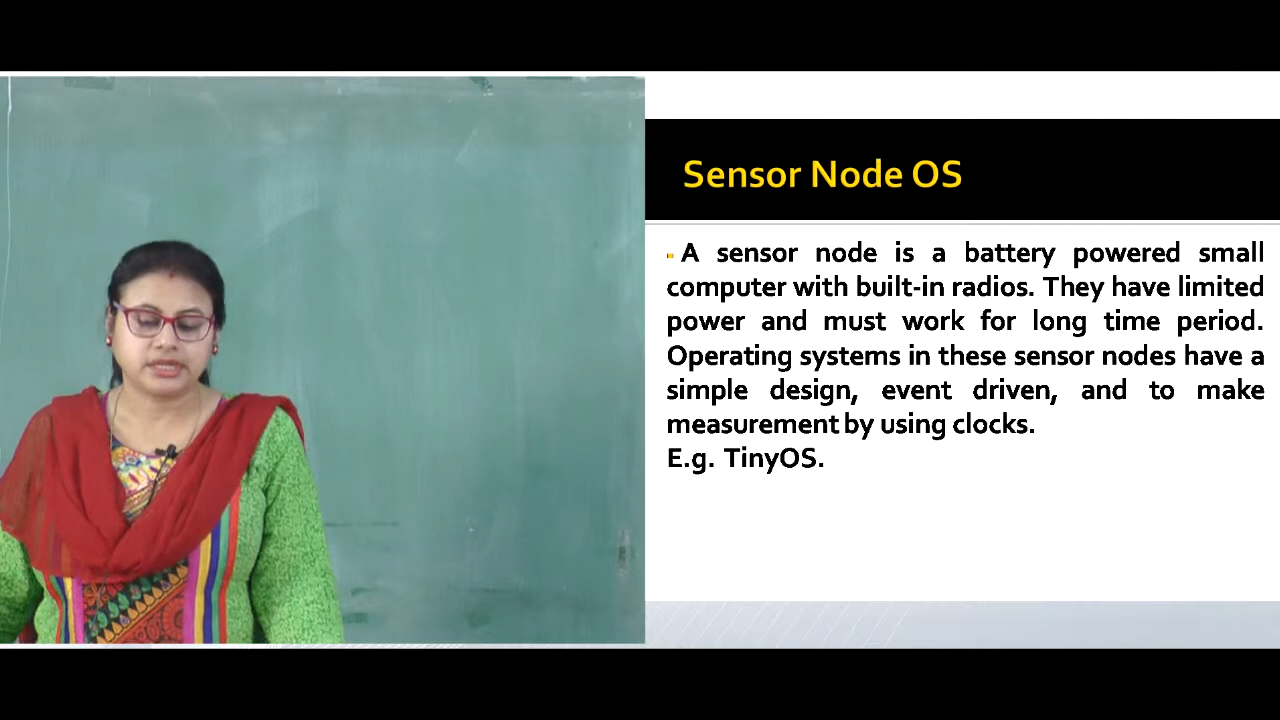 Sensor Node OS
A sensor node is a battery powered small
computer with built-in radios. They have limited
power and must work for long time period.
Operating systems in these sensor nodes have a
simple design, event driven, and to make
measurement by using clocks.
E.g. TinyOS.